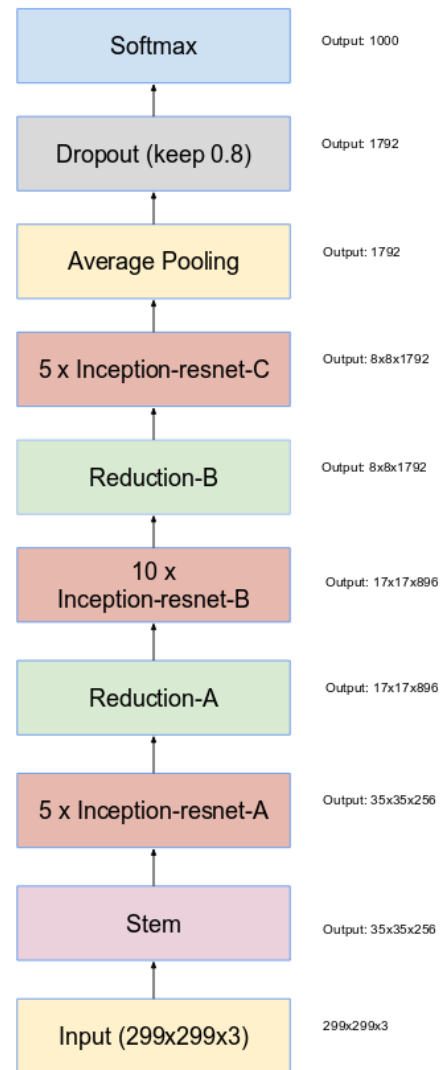 Softmax
Output: 1000
Dropout (keep 0.8)
Output: 1792
Average Pooling
Output: 1792
5 x Inception-resnet-C
Output: 8x8x1792
Reduction-B
Output: 8x8x1792
10 x
Inception-resnet-B
Output: 17x17x896
Reduction-A
Output: 17x17x896
5 x Inception-resnet-A
Output: 35x35x256
Stem
Output: 35x35x256
Input (299x299x3)
299x299x3